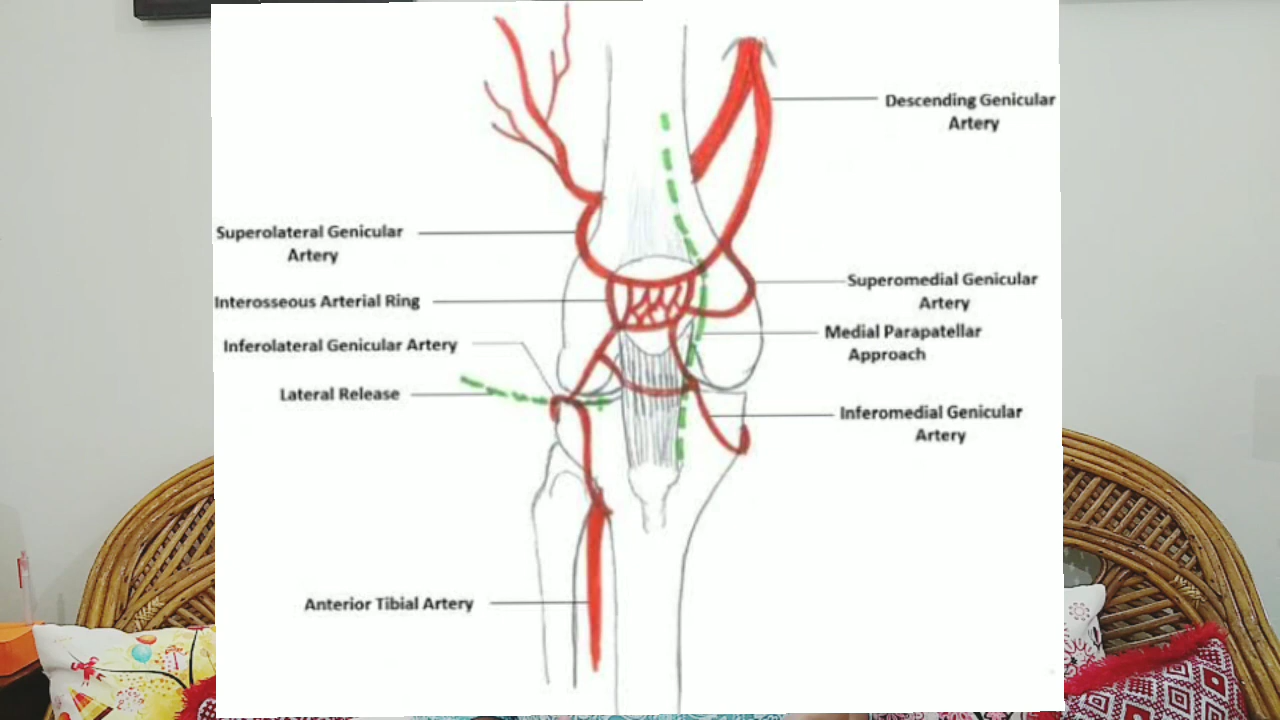 Descending Genicular
Artery
Superolateral Genicular
Artery
Superomedial Genicular
Artery
Interosseous Arterial Ring
Medial Parapatellar
Approach
Inferolateral Genicular Artery
Lateral Release
Inferomedial Genicular
Artery
Anterior Tibial Artery